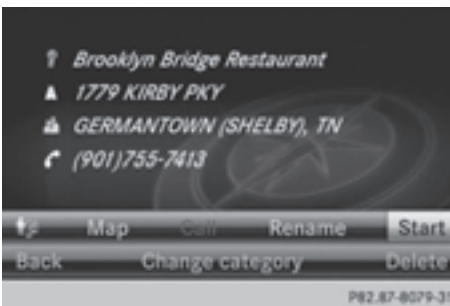 Brooklyn Bridge Restaurant
1779 KIRBY PKY
GERMANTOWN (SHELBY), TN
(901)755-7413
Map Call Rename Start
Back Change category Delete
P82.87-8079-31